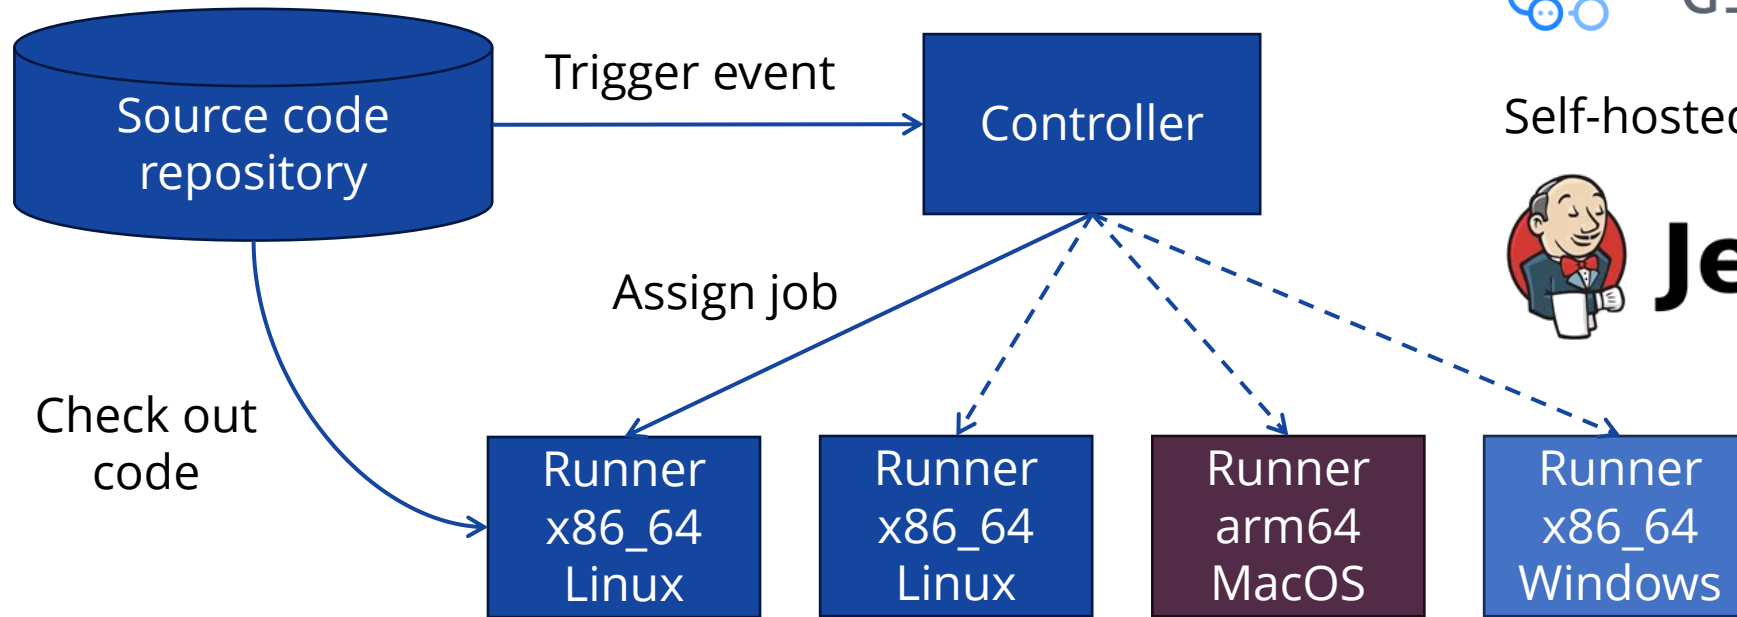 Trigger event
Source code
repository
Controller
Self-hosted
Assign job
Check out
code
Runner
x86_64
Linux
Runner
x86_64
Linux
Runner
arm64
MacOS
Runner
x86_64
Windows